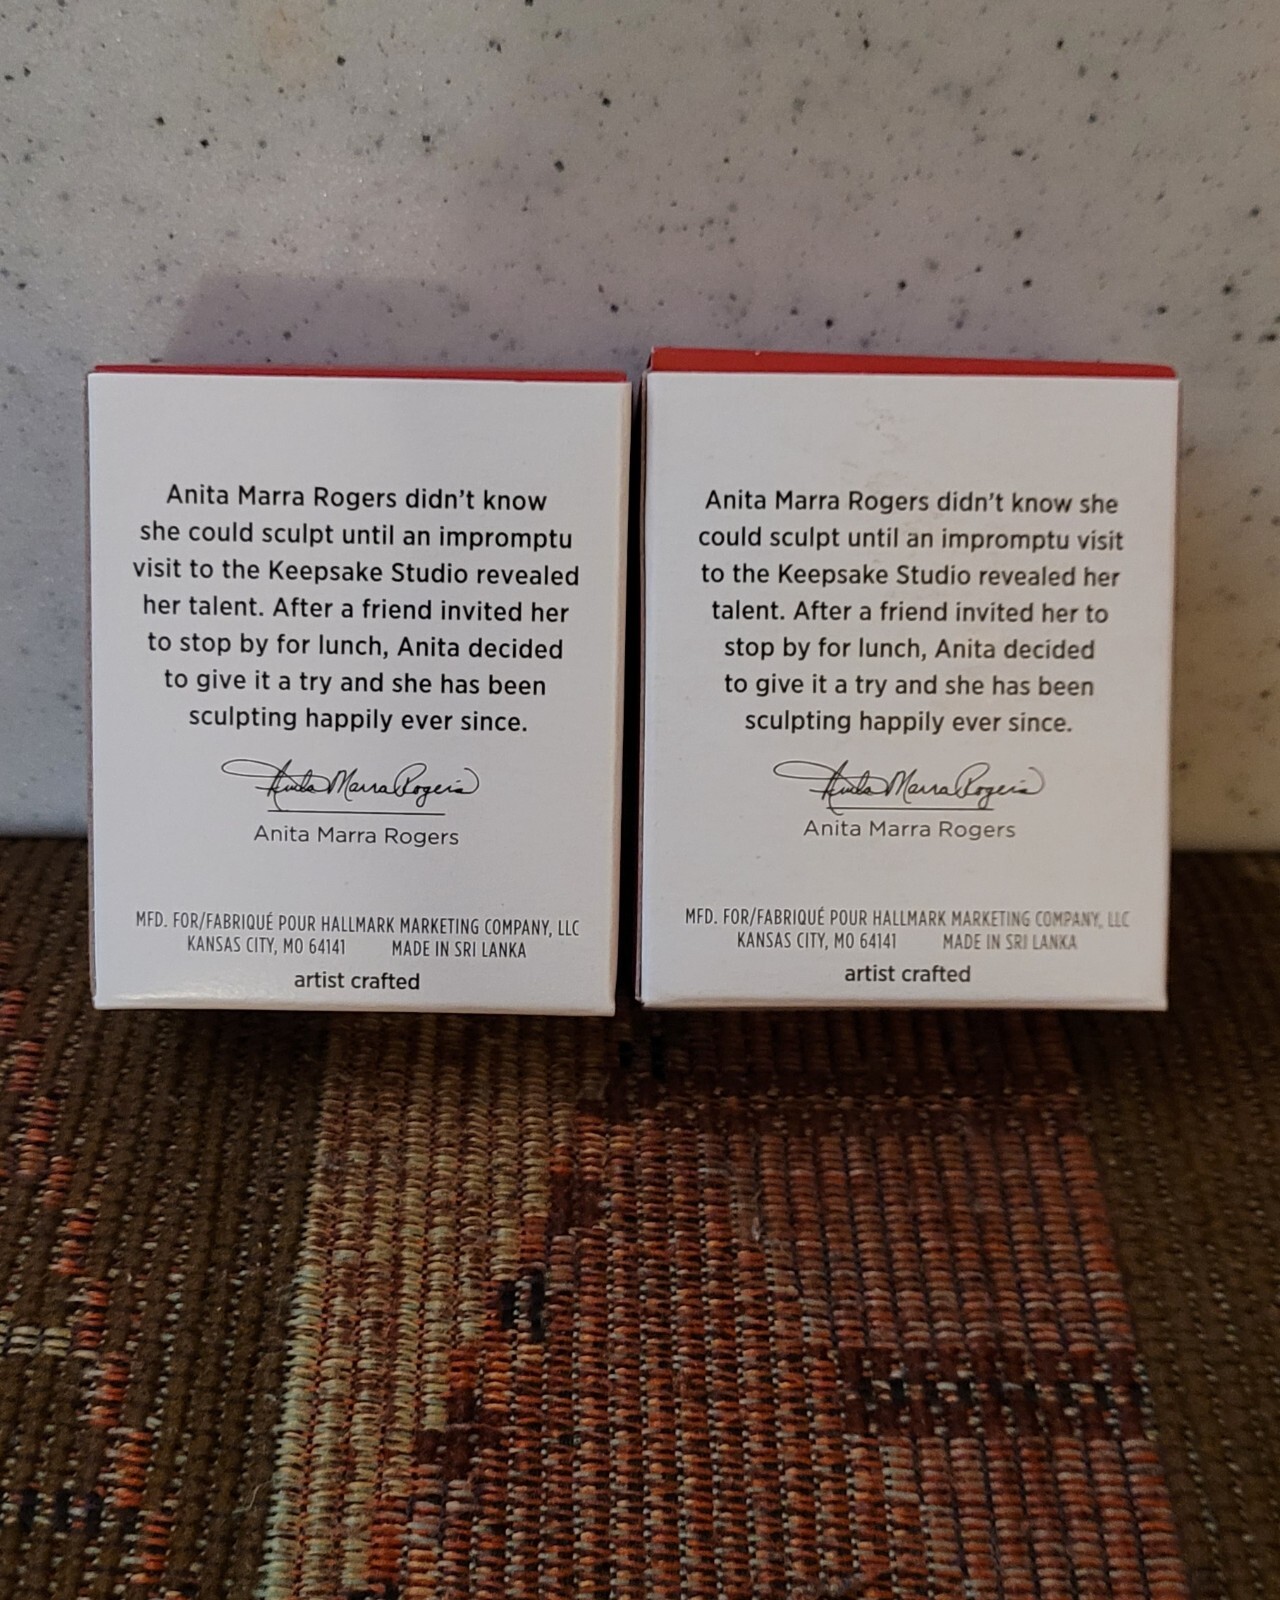 Anita Marra Rogers didn't know
she could sculpt until an impromptu
visit to the Keepsake Studio revealed
her talent. After a friend invited her
to stop by for lunch, Anita decided
to give it a try and she has been
sculpting happily ever since.
Anita Marra Rogers
Anita Marra Rogers
MFD. FOR/FABRIQUÉ POUR HALLMARK MARKETING COMPANY, LLC
KANSAS CITY, MO 64141 MADE IN SRI LANKA
artist crafted
Anita Marra Rogers didn't know she
could sculpt until an impromptu visit
to the Keepsake Studio revealed her
talent. After a friend invited her to
stop by for lunch, Anita decided
to give it a try and she has been
sculpting happily ever since.
Anita Marra Rogers
Anita Marra Rogers
MFD. FOR/FABRIQUÉ POUR HALLMARK MARKETING COMPANY, LLC
KANSAS CITY, MO 64141 MADE IN SRI LANKA
artist crafted